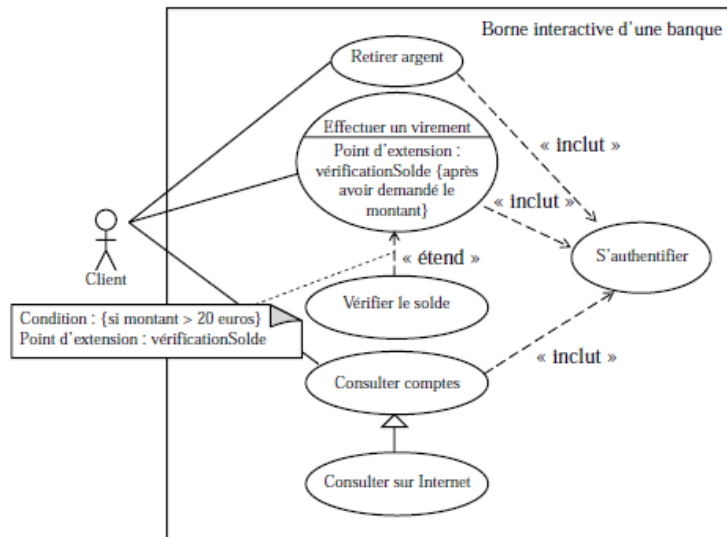 Borne interactive d'une banque
Retirer argent
« inclut »
Effectuer un virement
Point d'extension :
vérificationSolde {après
avoir demandé le
montant}
« inclut »
S'authentifier
« étend »
Client
Vérifier le solde
Condition : {si montant > 20 euros}
Point d'extension : vérificationSolde
« inclut »
Consulter comptes
Consulter sur Internet